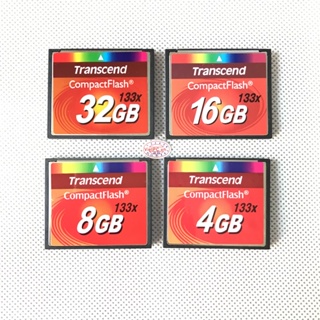 Transcend
CompactFlash®
133x
32GB
Transcend
CompactFlash®
133x
16GB
Transcend
CompactFlash®
133x
8GB
Transcend
CompactFlash®
133x
4GB